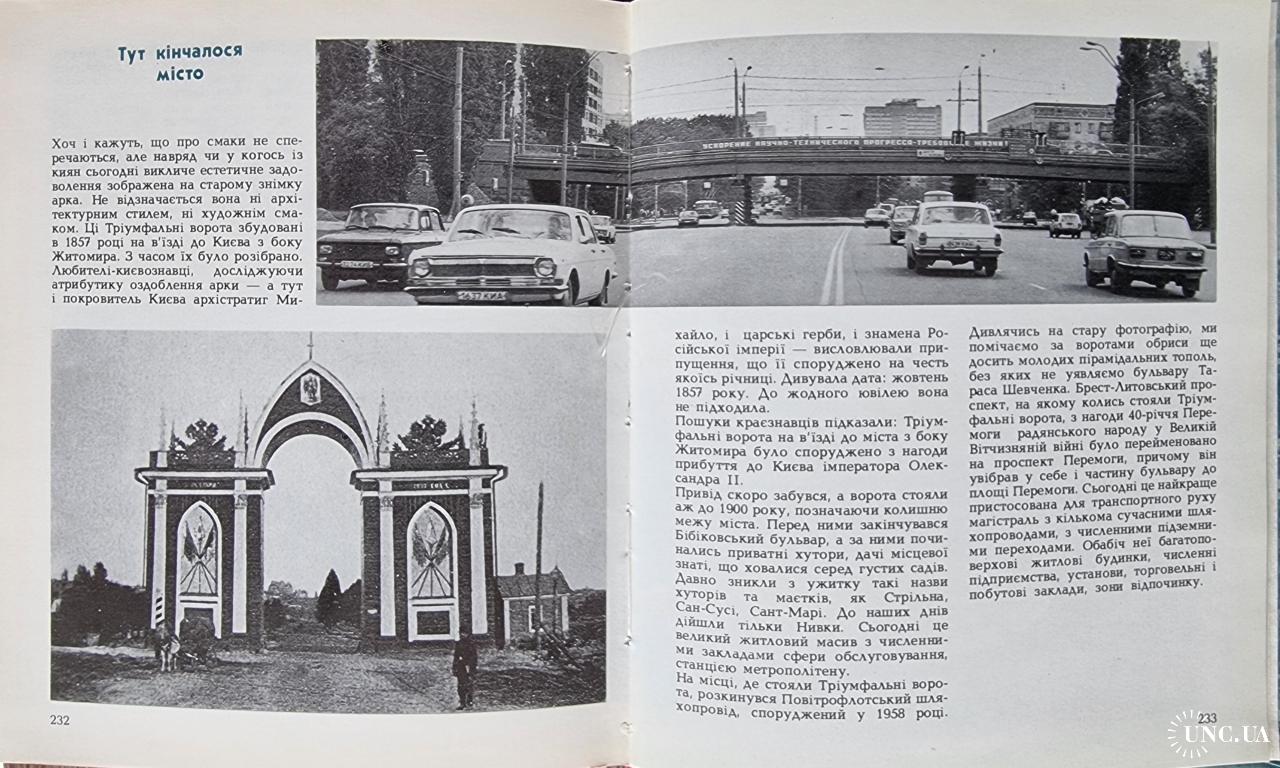 Тут кінчалося
місто
Хоч і кажуть, що про смаки не спе-
речаються, але навряд чи у когось із
киян сьогодні викличе естетичне задо-
волення зображена на старому знімку
арка. Не відзначається вона ні архі-
тектурним стилем, ні художнім сма-
ком. Ці Тріумфальні ворота збудовані
в 1857 році на в'їзді до Києва з боку
Житомира. З часом їх було розібрано.
Любителі-києвознавці, досліджуючи
атрибутику оздоблення арки — а тут
і покровитель Києва архістратиг Ми-
УСКОРЕНИЕ НАУЧНО-ТЕХНИЧЕСКОГО ПРОГРЕССА-ТРЕБОВАНИЕ ЖИЗНИ!
1637 КИА
232
хайло, і царські герби, і знамена Ро-
сійської імперії — висловлювали при-
пущення, що її споруджено на честь
якоїсь річниці. Дивувала дата: жовтень
1857 року. До жодного ювілею вона
не підходила.
Пошуки краєзнавців підказали: Тріум-
фальні ворота на в'їзді до міста з боку
Житомира було споруджено з нагоди
прибуття до Києва імператора Олек-
сандра II.
Привід скоро забувся, а ворота стояли
аж до 1900 року, позначаючи колишню
межу міста. Перед ними закінчувався
Бібіковський бульвар, а за ними почи-
нались приватні хутори, дачі місцевої
знаті, що ховалися серед густих садів.
Давно зникли з ужитку такі назви
хуторів та маєтків, як Стрільна,
Сан-Сусі, Сант-Марі. До наших днів
дійшли тільки Нивки. Сьогодні це
великий житловий масив з численни-
ми закладами сфери обслуговування,
станцією метрополітену.
На місці, де стояли Тріумфальні воро-
та, розкинувся Повітрофлотський шля-
хопровід, споруджений у 1958 році.
Дивлячись на стару фотографію, ми
помічаємо за воротами обриси ще
досить молодих пірамідальних тополь,
без яких не уявляємо бульвару Та-
раса Шевченка. Брест-Литовський про-
спект, на якому колись стояли Тріум-
фальні ворота, з нагоди 40-річчя Пере-
моги радянського народу у Великій
Вітчизняній війні було перейменовано
на проспект Перемоги, причому він
увібрав у себе і частину бульвару до
площі Перемоги. Сьогодні це найкраще
пристосована для транспортного руху
магістраль з кількома сучасними шля-
хопроводами, з численними підземни-
ми переходами. Обабіч неї багатопо-
верхові житлові будинки, численні
підприємства, установи, торговельні і
побутові заклади, зони відпочинку.
233
UNC.UA